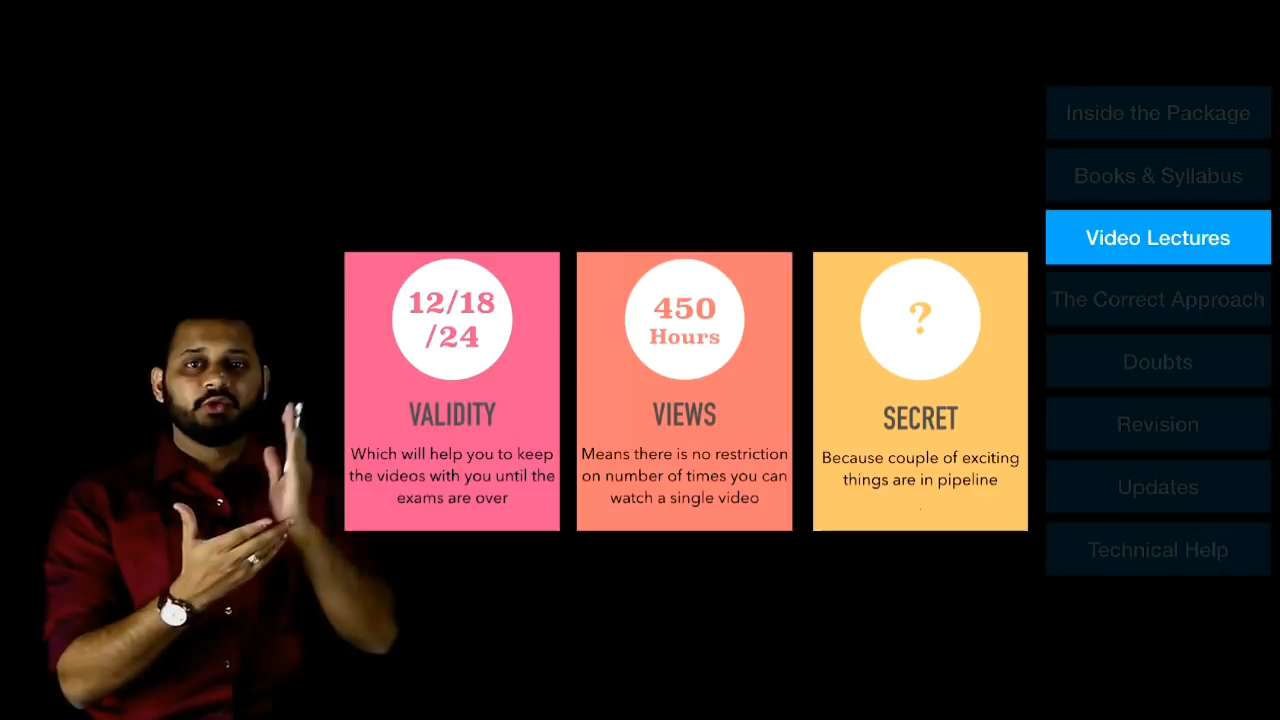 12/18
/24
VALIDITY
Which will help you to keep
the videos with you until the
exams are over
450
Hours
VIEWS
Means there is no restriction
on number of times you can
watch a single video
?
SECRET
Because couple of exciting
things are in pipeline
.
Inside the Package
Books & Syllabus
Video Lectures
The Correct Approach
Doubts
Revision
Updates
Technical Help